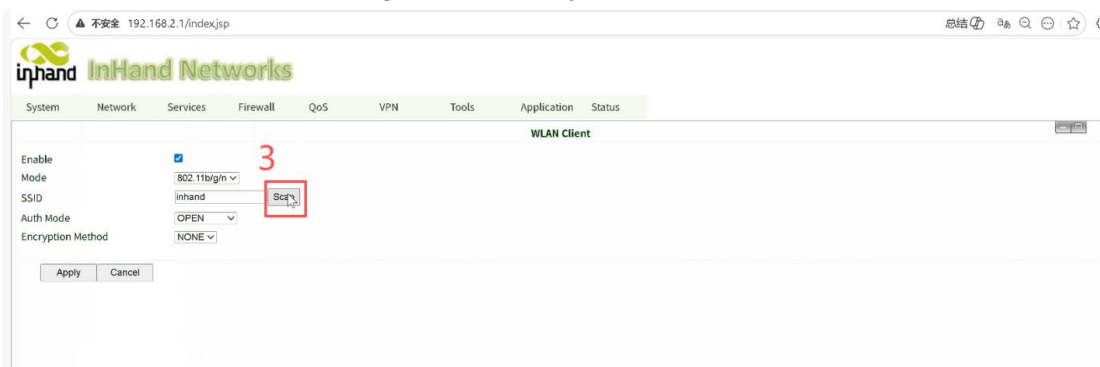 不安全 192.168.2.1/index.jsp 总结 aあ
inhand InHand Networks
System Network Services Firewall QoS VPN Tools Application Status
WLAN Client
Enable
3
Mode 802.11b/g/n
SSID inhand Scan
Auth Mode OPEN
Encryption Method NONE
Apply Cancel